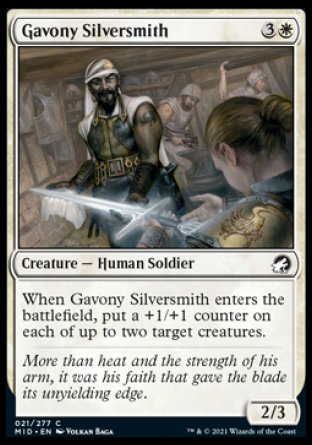 Gavony Silversmith 3
Creature — Human Soldier
When Gavony Silversmith enters the
battlefield, put a +1/+1 counter on
each of up to two target creatures.
More than heat and the strength of his
arm, it was his faith that gave the blade
its unyielding edge.
2/3
021/277 C
MID • EN Volkan Baga
™ & © 2021 Wizards of the Coast